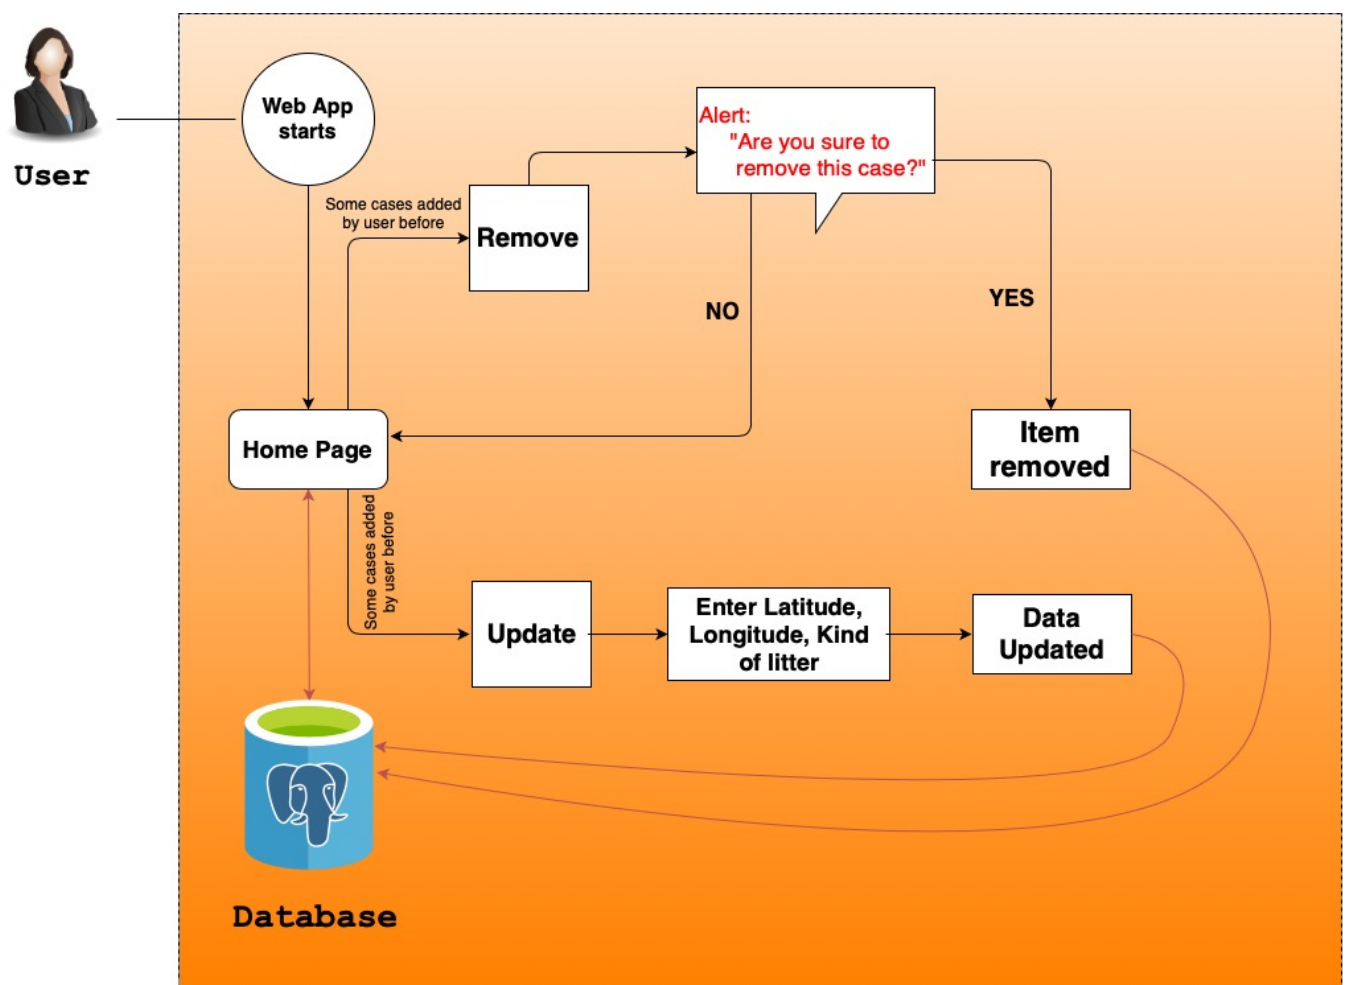 User
Web App
starts
Alert:
"Are you sure to
remove this case?"
Some cases added
by user before
Remove
NO
YES
Home Page
Item
removed
Some cases added
by user before
Update
Enter Latitude,
Longitude, Kind
of litter
Data
Updated
Database